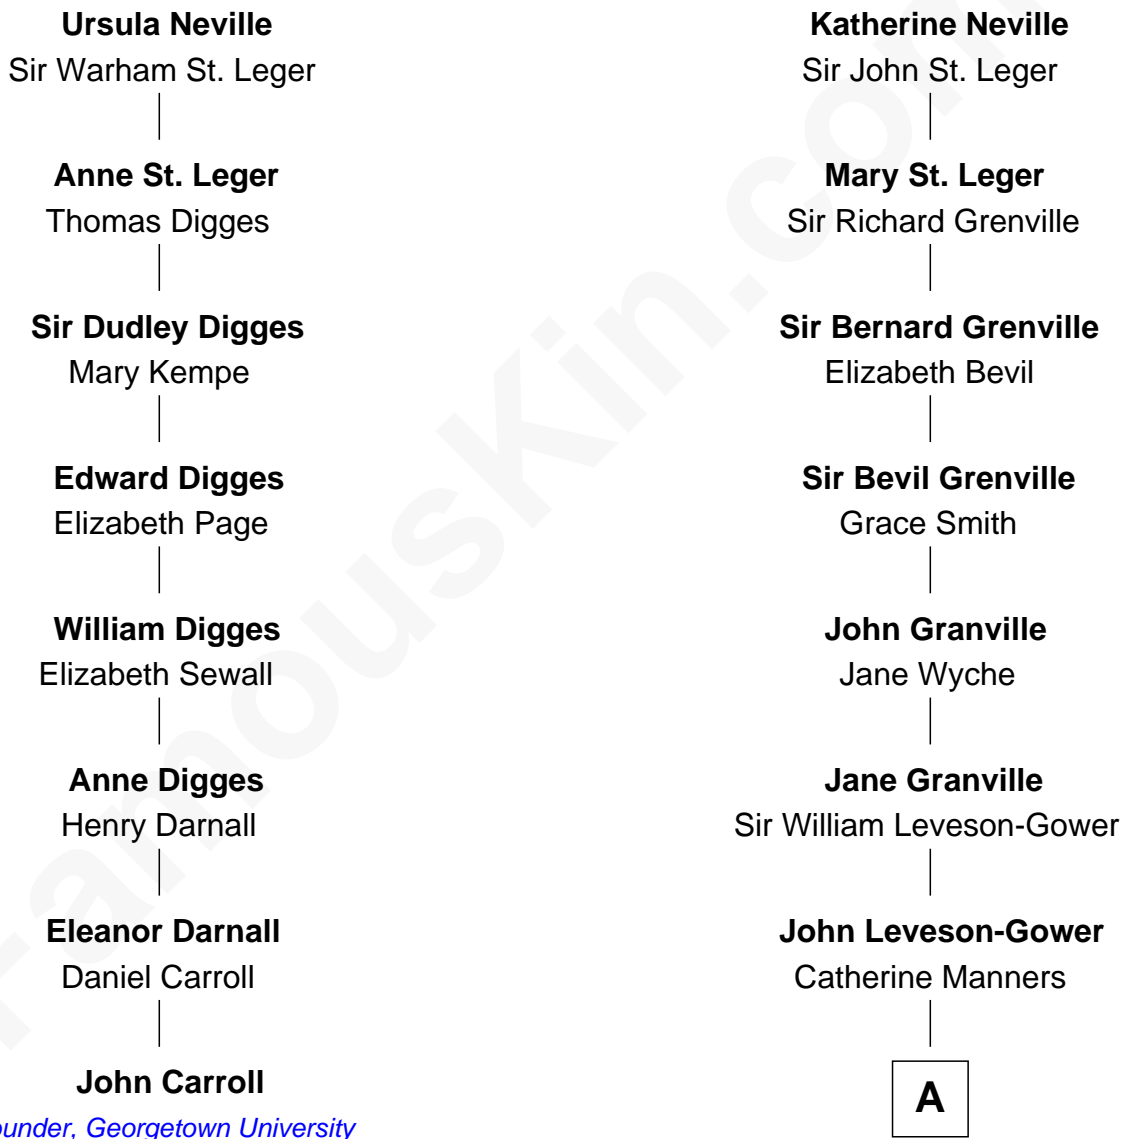 Ursula Neville
Sir Warham St. Leger
Anne St. Leger
Thomas Digges
Sir Dudley Digges
Mary Kempe
Edward Digges
Elizabeth Page
William Digges
Elizabeth Sewall
Anne Digges
Henry Darnall
Eleanor Darnall
Daniel Carroll
John Carroll
ounder, Georgetown University
Katherine Neville
Sir John St. Leger
Mary St. Leger
Sir Richard Grenville
Sir Bernard Grenville
Elizabeth Bevil
Sir Bevil Grenville
Grace Smith
John Granville
Jane Wyche
Jane Granville
Sir William Leveson-Gower
John Leveson-Gower
Catherine Manners
A
FamousKin.com